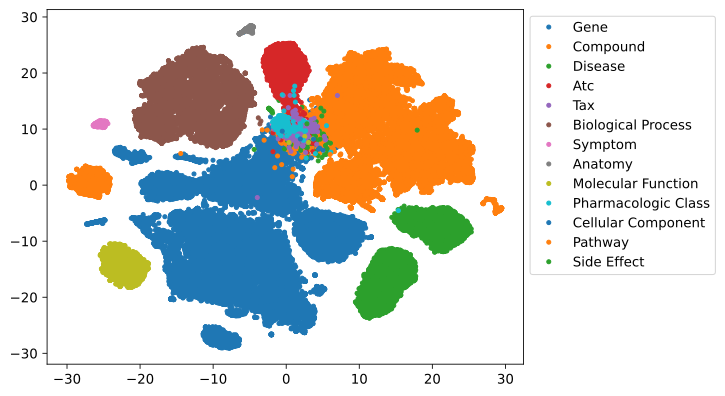 30
20
10
0
−10
−20
−30
−30
−20
−10
0
10
20
30
Gene
Compound
Disease
Atc
Tax
Biological Process
Symptom
Anatomy
Molecular Function
Pharmacologic Class
Cellular Component
Pathway
Side Effect